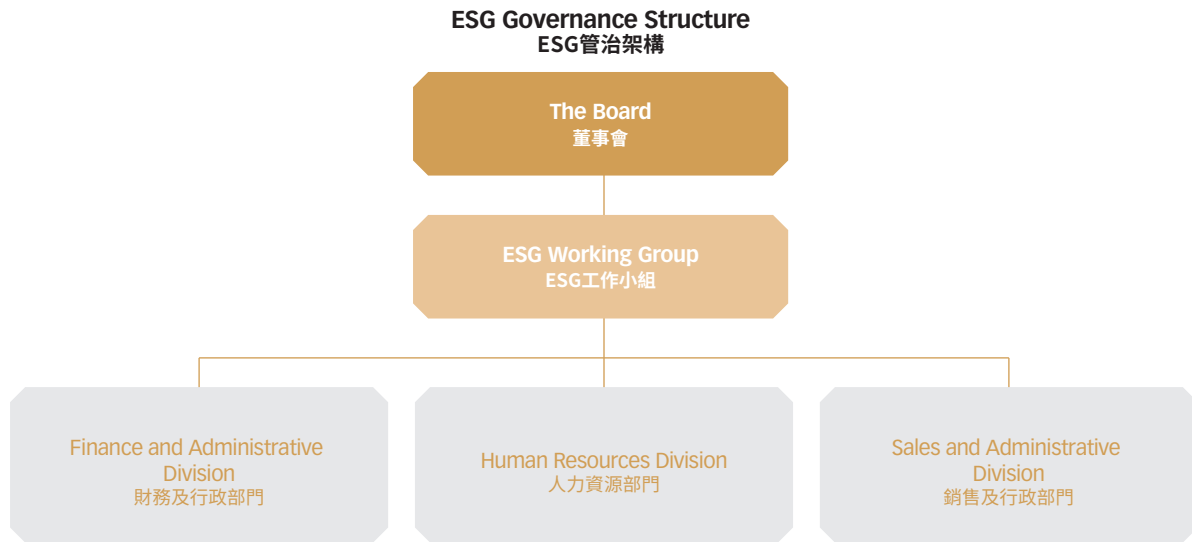 ESG Governance Structure
ESG管治架構
The Board
董事會
ESG Working Group
ESG工作小組
Finance and Administrative
Division
財務及行政部門
Human Resources Division
人力資源部門
Sales and Administrative
Division
銷售及行政部門